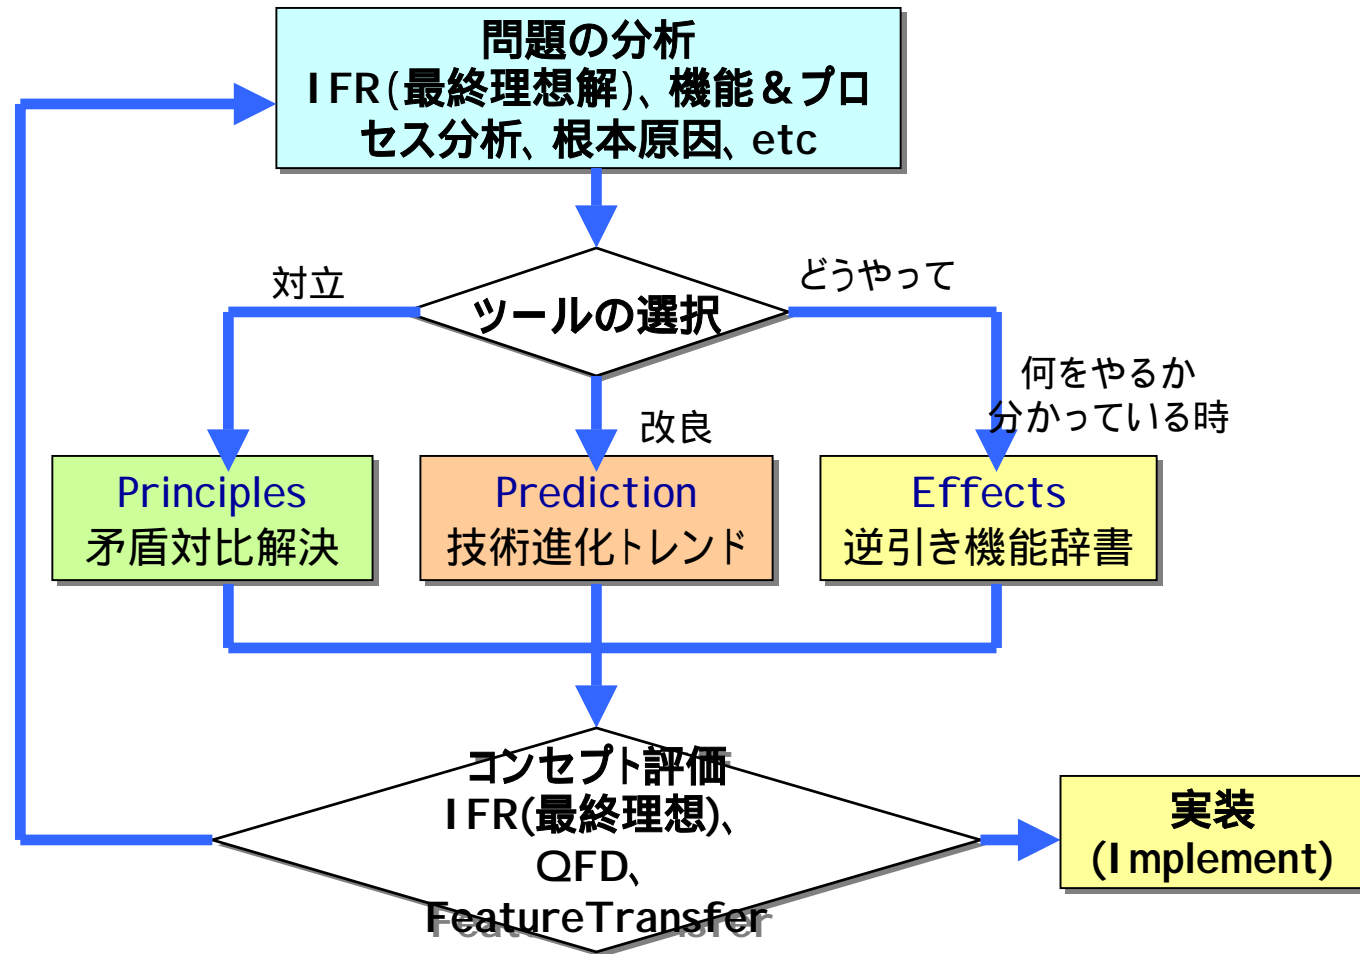 問題の分析
IFR(最終理想解)、機能＆プロ
セス分析、根本原因、etc
対立
ツールの選択
どうやって
何をやるか
分かっている時
改良
Principles
矛盾対比解決
Prediction
技術進化トレンド
Effects
逆引き機能辞書
コンセプト評価
IFR(最終理想)、
QFD、
FeatureTransfer
実装
(Implement)